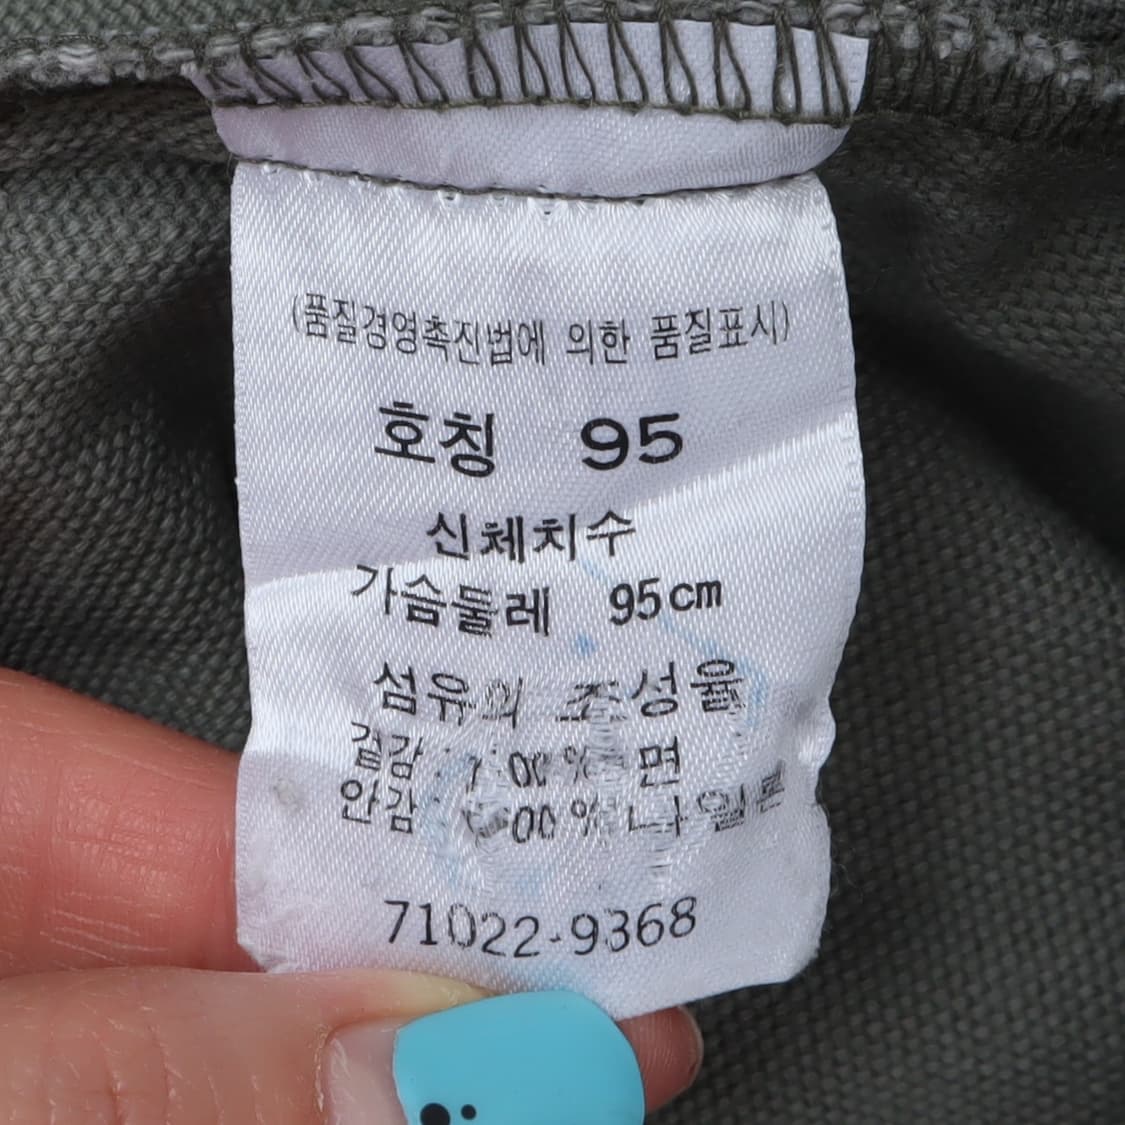 (품질경영촉진법에 의한 품질표시)
호칭 95
신체치수
가슴둘레 95cm
섬유의 조성율
겉감 : 100% 면
안감 : 100% 나일론
71022-9368